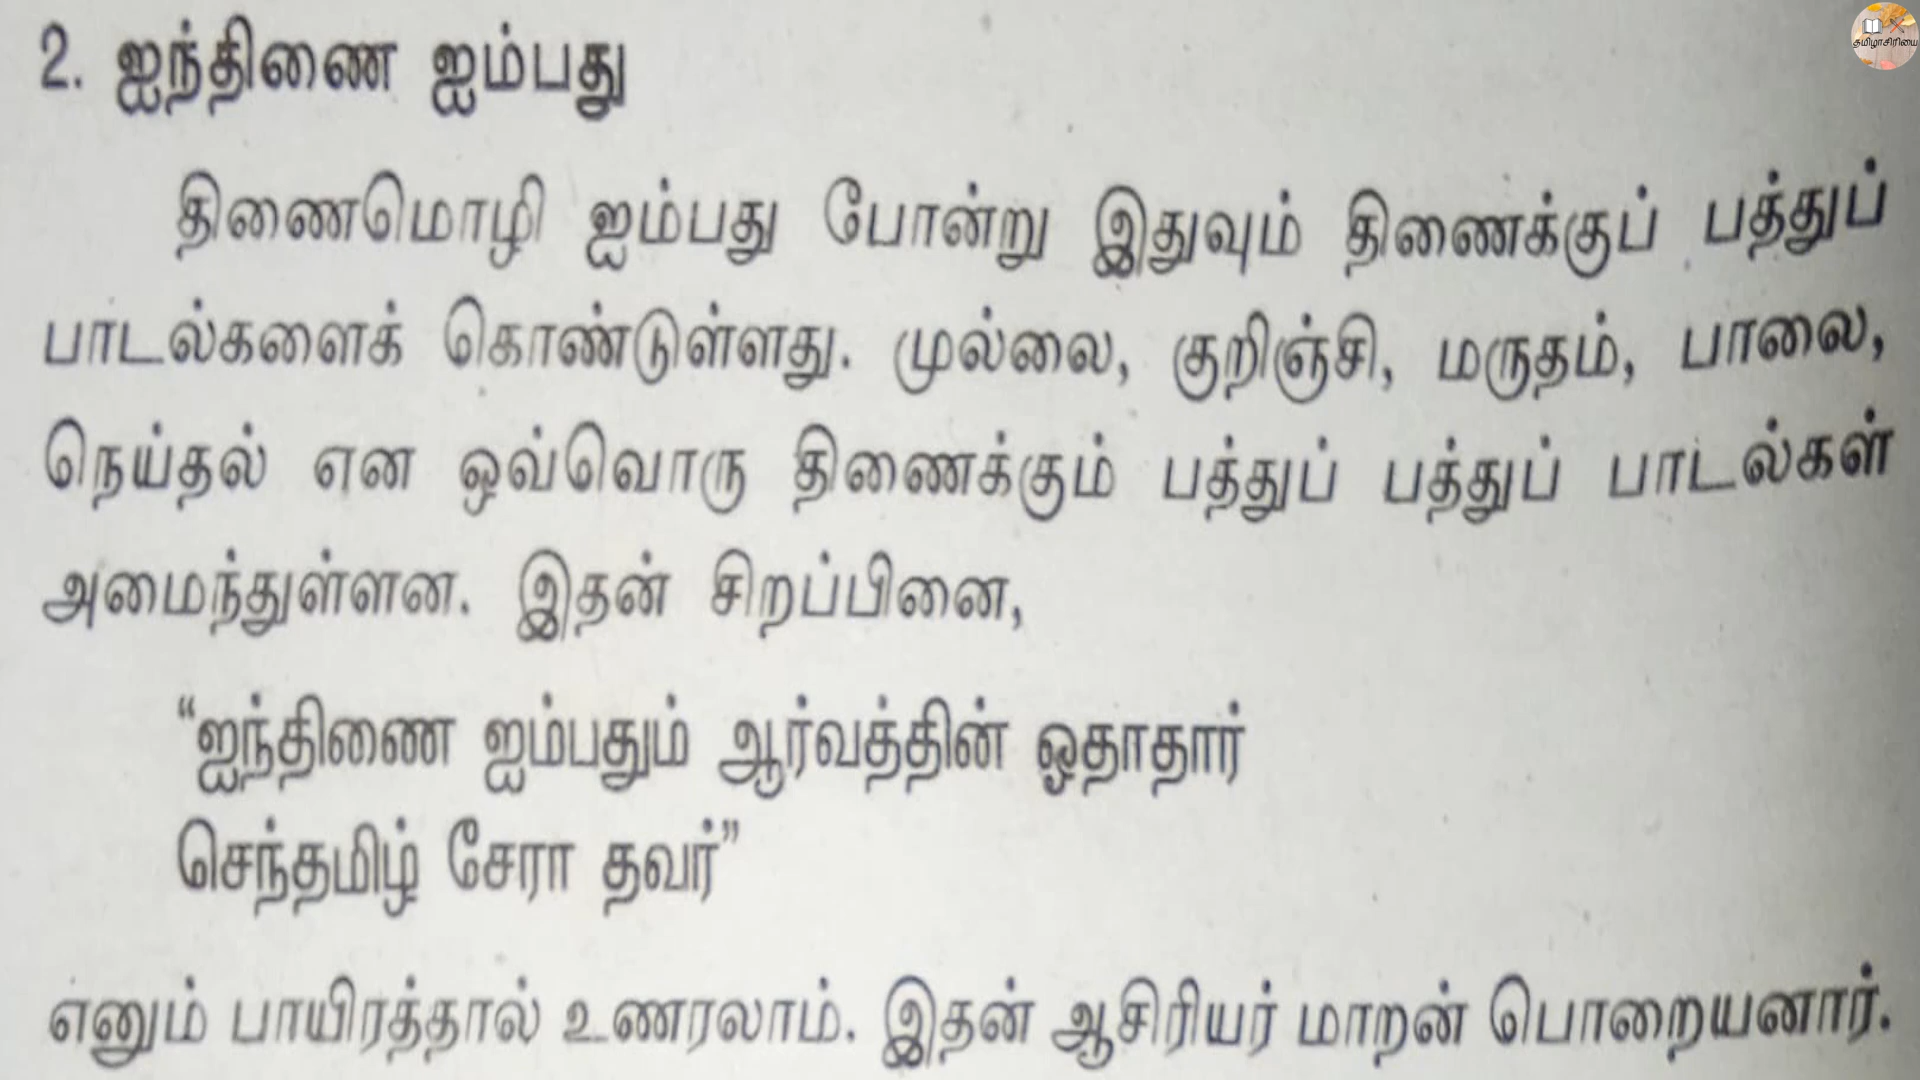 தமிழாசிரியை
2. ஐந்திணை ஐம்பது
திணைமொழி ஐம்பது போன்று இதுவும் திணைக்குப் பத்துப்
பாடல்களைக் கொண்டுள்ளது. முல்லை, குறிஞ்சி, மருதம், பாலை,
நெய்தல் என ஒவ்வொரு திணைக்கும் பத்துப் பத்துப் பாடல்கள்
அமைந்துள்ளன. இதன் சிறப்பினை,
“ஐந்திணை ஐம்பதும் ஆர்வத்தின் ஓதாதார்
செந்தமிழ் சேரா தவர்”
எனும் பாயிரத்தால் உணரலாம். இதன் ஆசிரியர் மாறன் பொறையனார்.